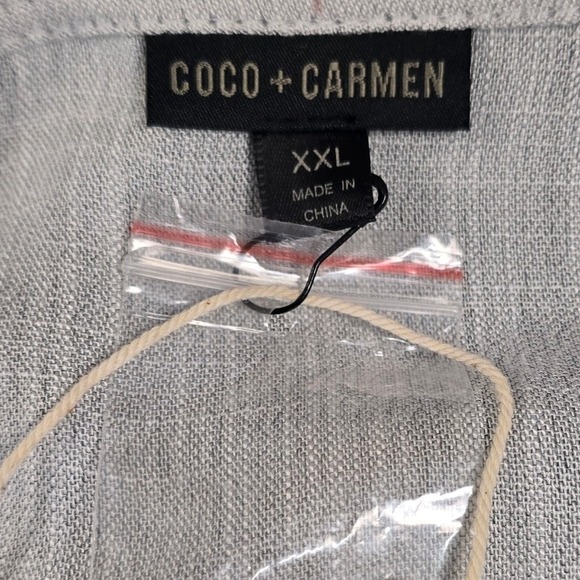 COCO + CARMEN
XXL
MADE IN
CHINA